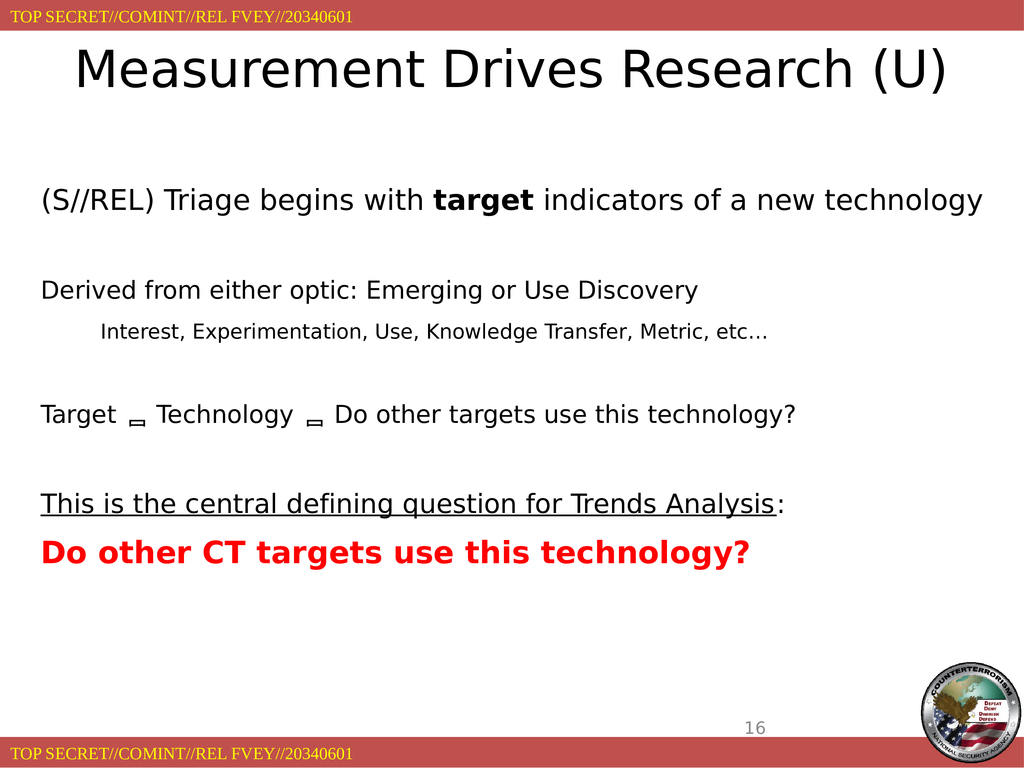 TOP SECRET//COMINT//REL FVEY//20340601
Measurement Drives Research (U)
(S//REL) Triage begins with target indicators of a new technology
Derived from either optic: Emerging or Use Discovery
Interest, Experimentation, Use, Knowledge Transfer, Metric, etc…
Target Technology Do other targets use this technology?
This is the central defining question for Trends Analysis:
Do other CT targets use this technology?
COUNTERTERRORISM
DEFEAT
DENY
DIMINISH
DEFEND
NATIONAL SECURITY AGENCY
16
TOP SECRET//COMINT//REL FVEY//20340601